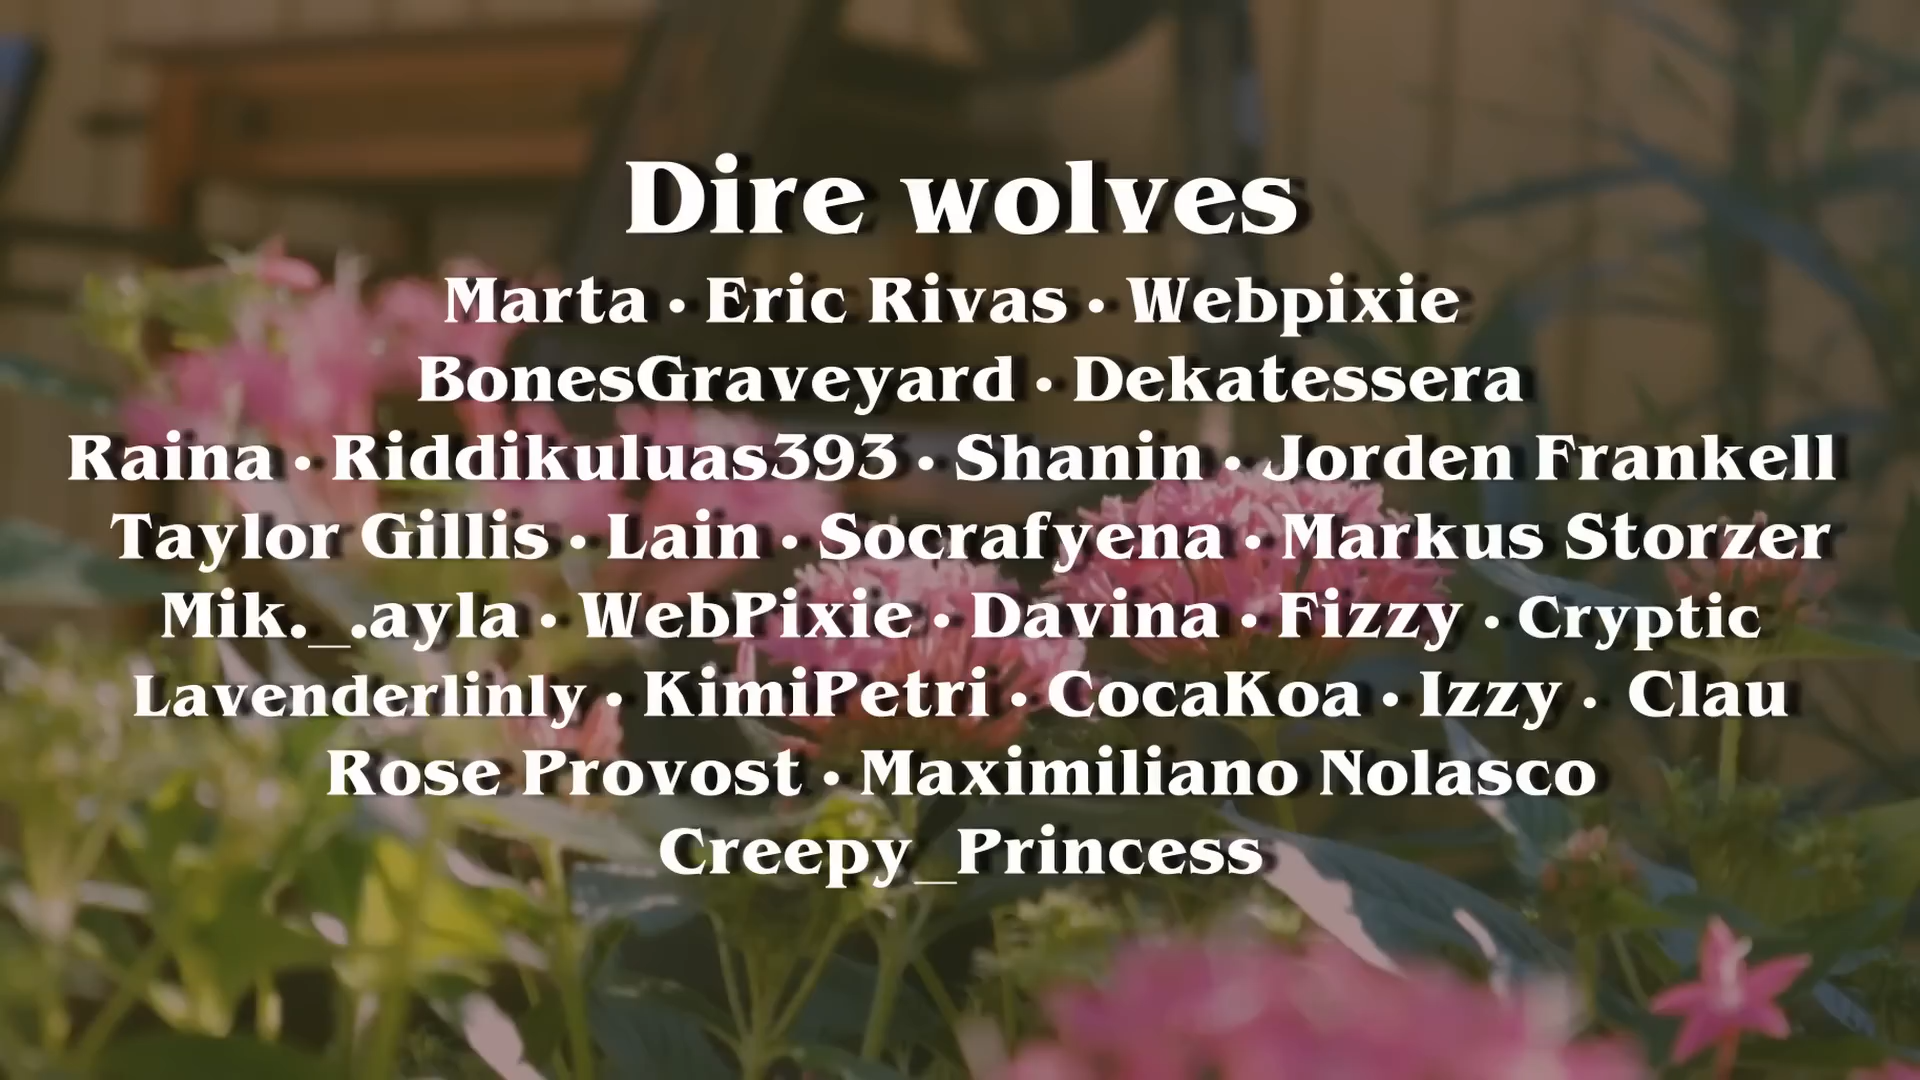 Dire wolves
Marta • Eric Rivas • Webpixie
BonesGraveyard • Dekatessera
Raina • Riddikuluas393 • Shanin • Jorden Frankell
Taylor Gillis • Lain • Socrafyena • Markus Storzer
Mik._.ayla • WebPixie • Davina • Fizzy • Cryptic
Lavenderlinly • KimiPetri • CocaKoa • Izzy • Clau
Rose Provost • Maximiliano Nolasco
Creepy_Princess